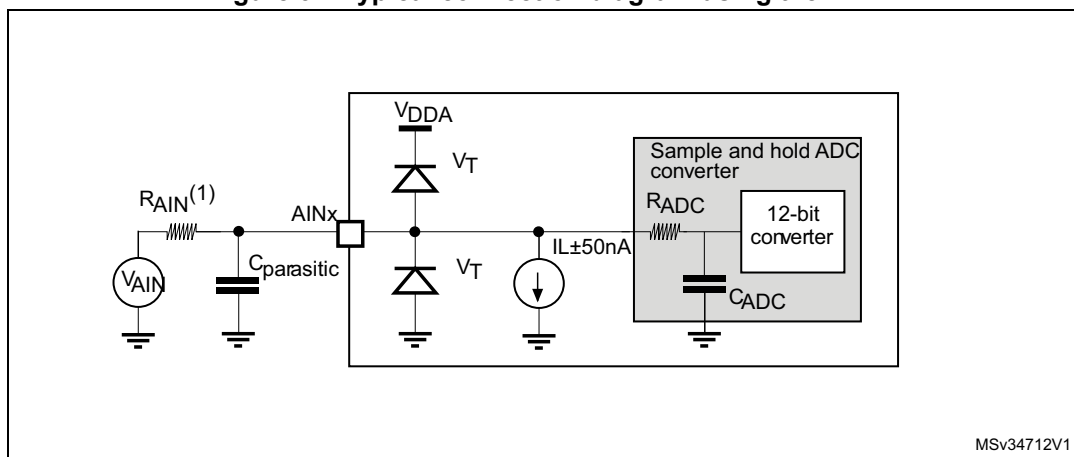 VDDA
VT
Sample and hold ADC
converter
RAIN(1)
AINx
RADC
12-bit
converter
IL±50nA
VAIN
Cparasitic
VT
CADC
MSv34712V1